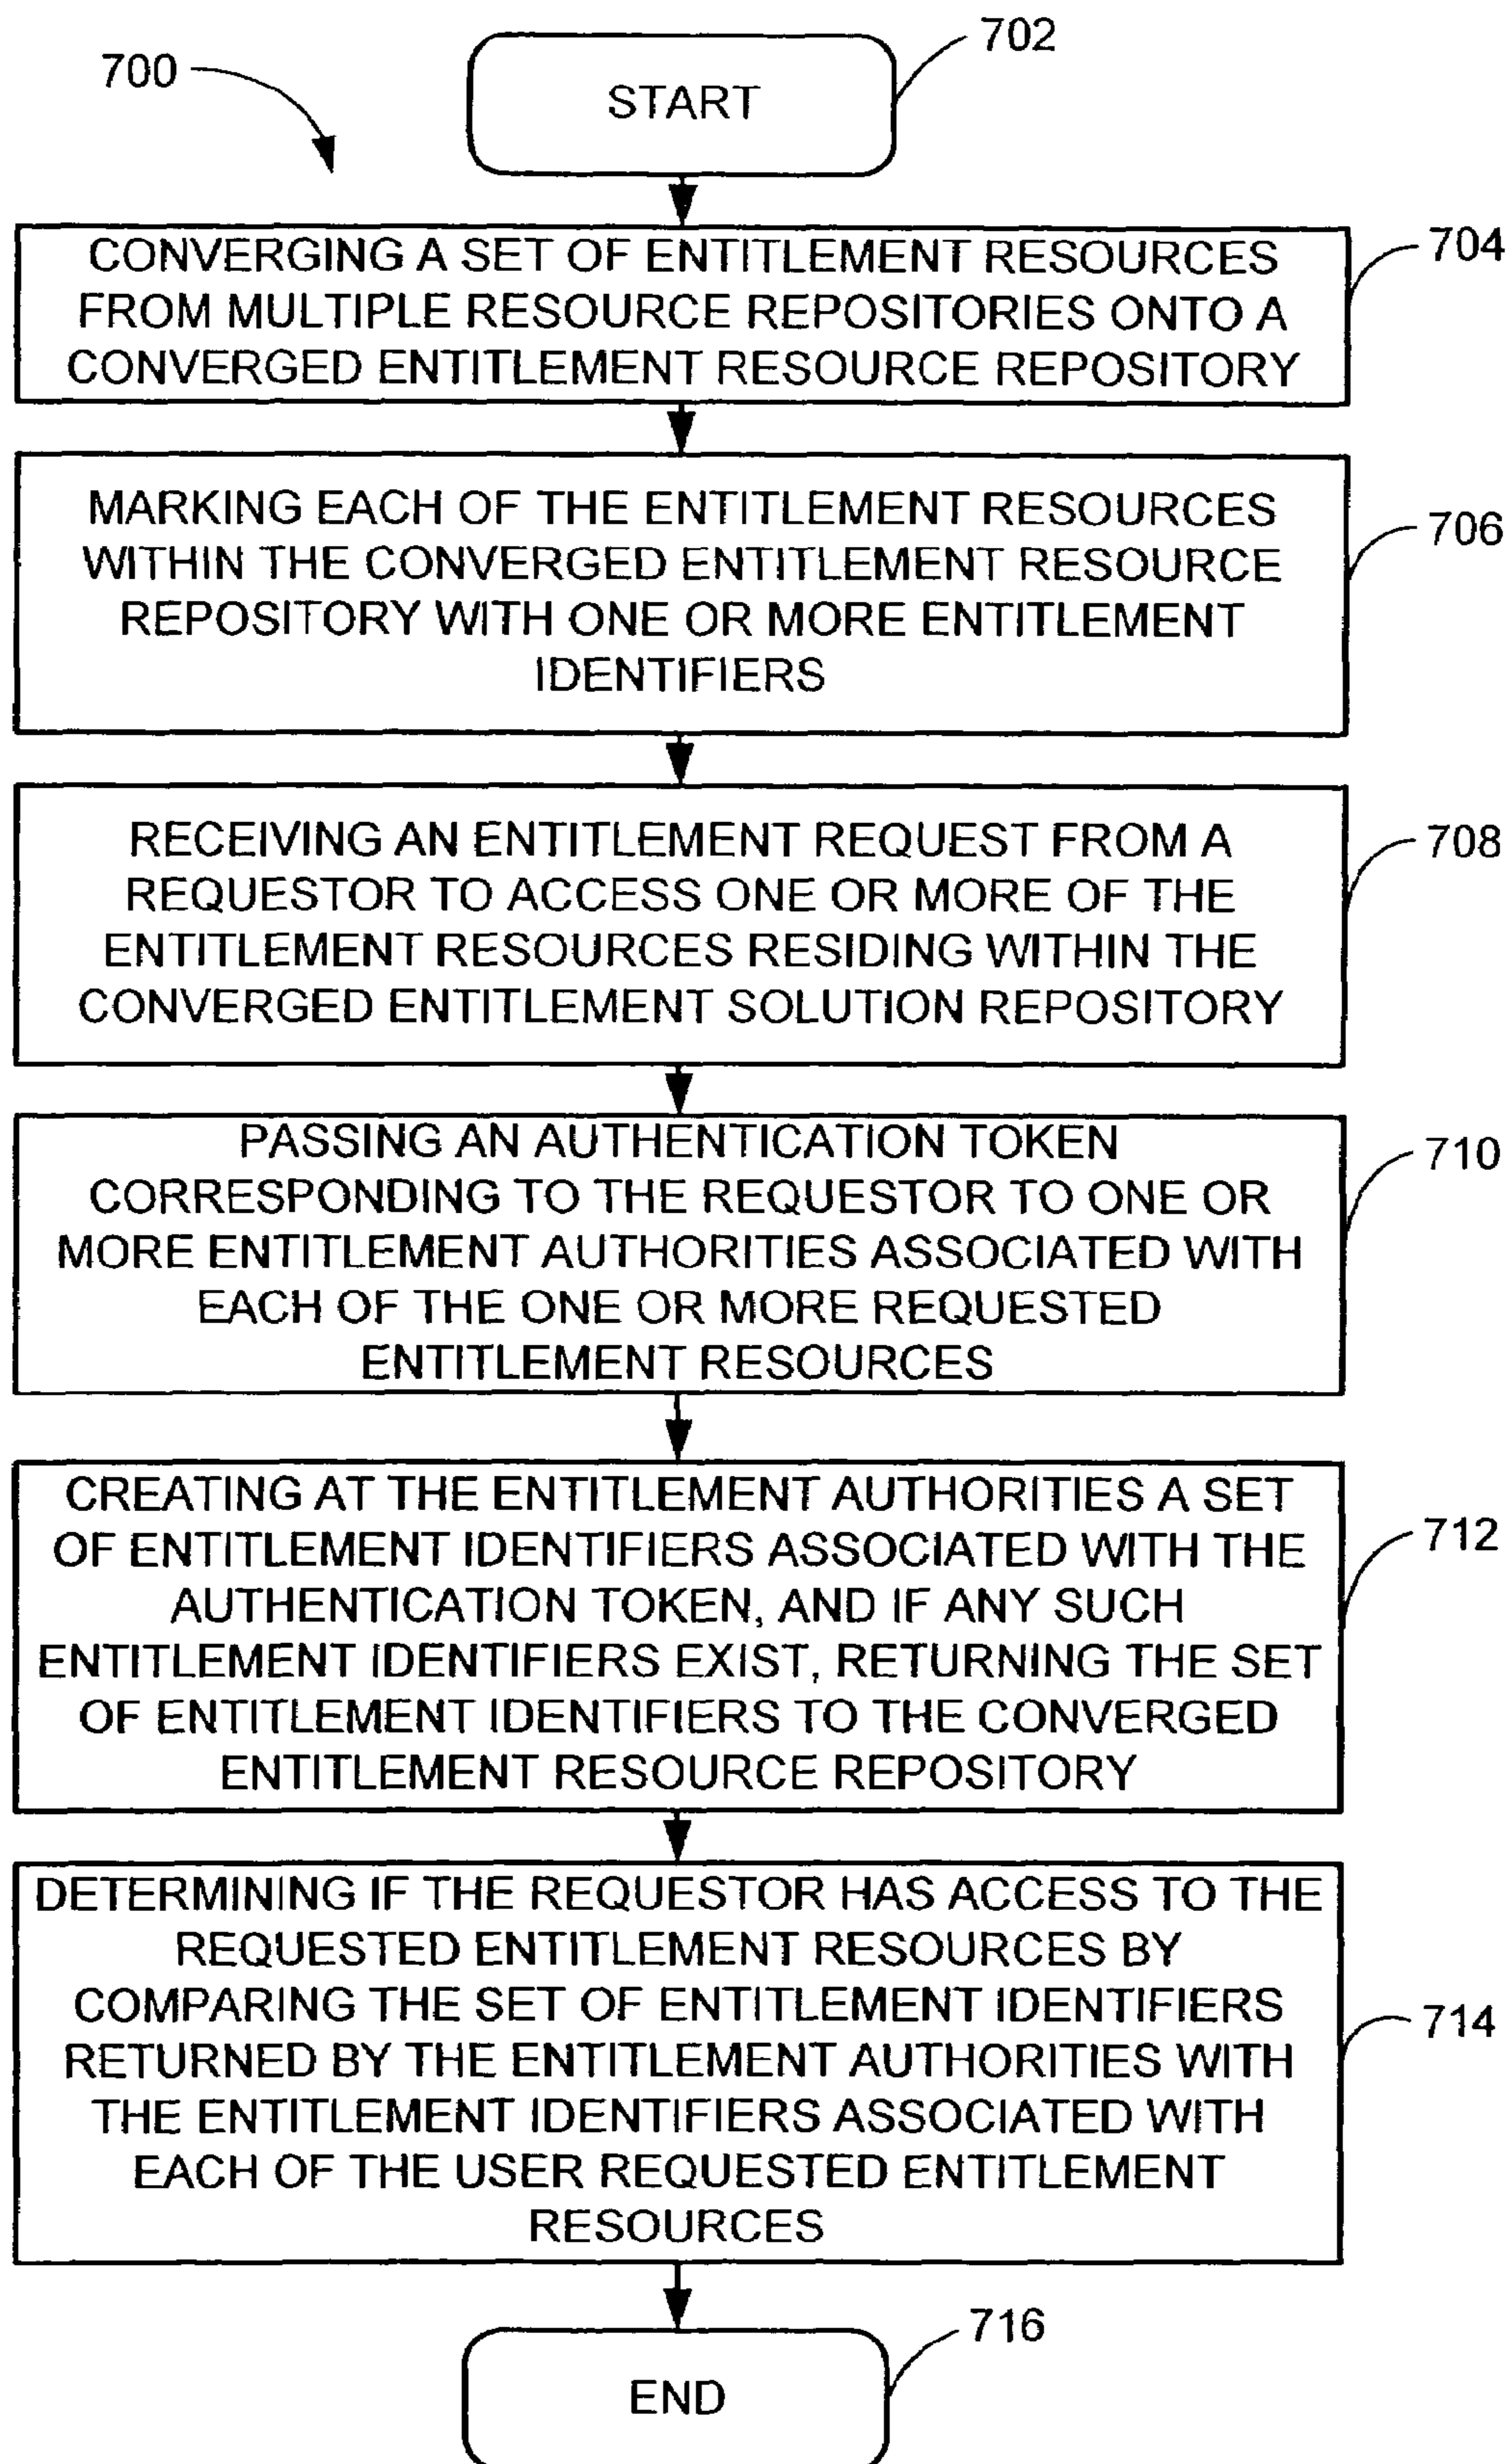 700
702
START
CONVERGING A SET OF ENTITLEMENT RESOURCES
FROM MULTIPLE RESOURCE REPOSITORIES ONTO A
CONVERGED ENTITLEMENT RESOURCE REPOSITORY
704
MARKING EACH OF THE ENTITLEMENT RESOURCES
WITHIN THE CONVERGED ENTITLEMENT RESOURCE
REPOSITORY WITH ONE OR MORE ENTITLEMENT
IDENTIFIERS
706
RECEIVING AN ENTITLEMENT REQUEST FROM A
REQUESTOR TO ACCESS ONE OR MORE OF THE
ENTITLEMENT RESOURCES RESIDING WITHIN THE
CONVERGED ENTITLEMENT SOLUTION REPOSITORY
708
PASSING AN AUTHENTICATION TOKEN
CORRESPONDING TO THE REQUESTOR TO ONE OR
MORE ENTITLEMENT AUTHORITIES ASSOCIATED WITH
EACH OF THE ONE OR MORE REQUESTED
ENTITLEMENT RESOURCES
710
CREATING AT THE ENTITLEMENT AUTHORITIES A SET
OF ENTITLEMENT IDENTIFIERS ASSOCIATED WITH THE
AUTHENTICATION TOKEN, AND IF ANY SUCH
ENTITLEMENT IDENTIFIERS EXIST, RETURNING THE SET
OF ENTITLEMENT IDENTIFIERS TO THE CONVERGED
ENTITLEMENT RESOURCE REPOSITORY
712
DETERMINING IF THE REQUESTOR HAS ACCESS TO THE
REQUESTED ENTITLEMENT RESOURCES BY
COMPARING THE SET OF ENTITLEMENT IDENTIFIERS
RETURNED BY THE ENTITLEMENT AUTHORITIES WITH
THE ENTITLEMENT IDENTIFIERS ASSOCIATED WITH
EACH OF THE USER REQUESTED ENTITLEMENT
RESOURCES
714
716
END